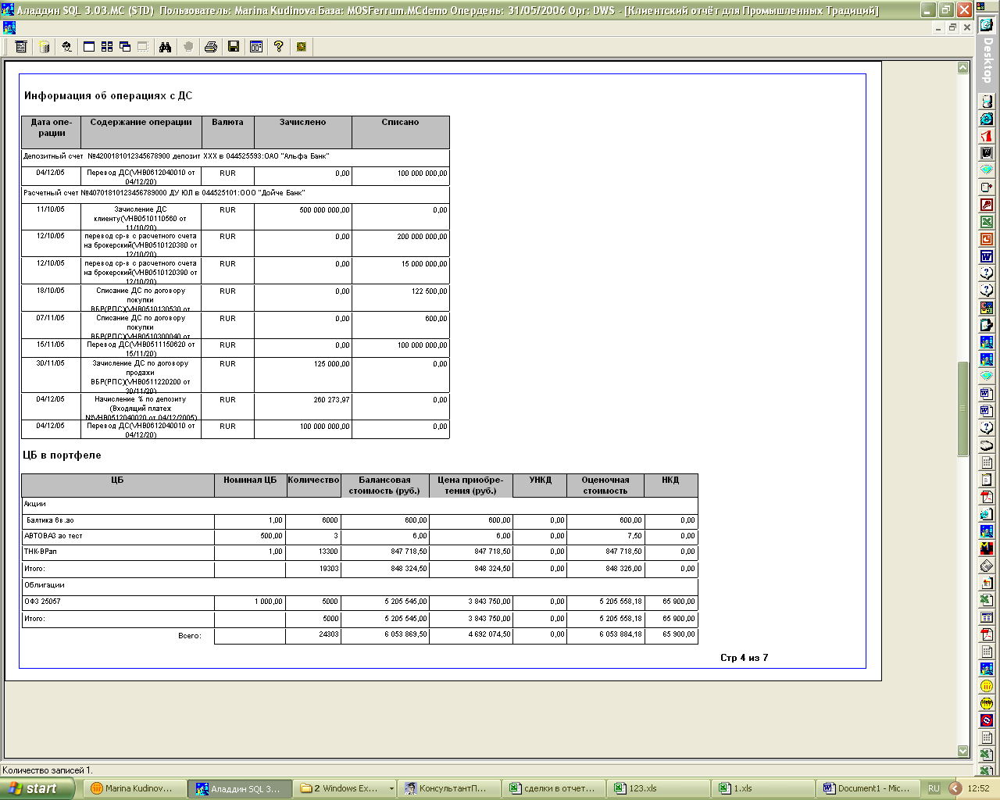 Аладдин SQL 3.03.MC (STD) Пользователь: Marina Kudinova База: MOSFerrum.MCdemo Опердень: 31/05/2006 Орг: DWS - [Клиентский отчёт для Промышленных Традиций]
Desktop
Информация об операциях с ДС
Дата опе- Содержание операции Валюта Зачислено Списано
рации
Депозитный счет №4200181012345678900 депозит ХХХ в 044525593:ОАО "Альфа Банк"
04/12/05 Перевод ДС(VHB0612040010 от RUR 0,00 100 000 000,00
04/12/20)
Расчетный счет №40701810123456789000 ДУ ЮЛ в 044525101:ООО "Дойче Банк"
11/10/05 Зачисление ДС RUR 500 000 000,00 0,00
клиенту(VHB0510110560 от
11/10/20)
12/10/05 перевод ср-в с расчетного счета RUR 0,00 200 000 000,00
на брокерский(VHB0510120380 от
12/10/20)
12/10/05 перевод ср-в с расчетного счета RUR 0,00 15 000 000,00
на брокерский(VHB0510120390 от
12/10/20)
18/10/05 Списание ДС по договору RUR 0,00 122 500,00
покупки
ВБР(РПС)(VHB0510130530 от
07/11/05 Списание ДС по договору RUR 0,00 600,00
покупки
ВБР(РПС)(VHB0510300040 от
15/11/05 Перевод ДС(VHB0511150620 от RUR 0,00 100 000 000,00
15/11/20)
30/11/05 Зачисление ДС по договору RUR 125 000,00 0,00
продажи
ВБР(РПС)(VHB0511220200 от
30/11/20)
04/12/05 Начисление % по депозиту RUR 260 273,97 0,00
(Входящий платеж
№VHB0512040020 от 04/12/2005)
04/12/05 Перевод ДС(VHB0612040010 от RUR 100 000 000,00 0,00
04/12/20)
ЦБ в портфеле
ЦБ Номинал ЦБ Количество Балансовая Цена приобре- УНКД Оценочная НКД
стоимость (руб.) тения (руб.) стоимость
Акции
Балтика 6в.ао 1,00 6000 600,00 600,00 0,00 600,00 0,00
АВТОВАЗ ао тест 500,00 3 6,00 6,00 0,00 7,50 0,00
ТНК-ВРап 1,00 13300 847 718,50 847 718,50 0,00 847 718,50 0,00
Итого: 19303 848 324,50 848 324,50 0,00 848 326,00 0,00
Облигации
ОФЗ 25057 1 000,00 5000 5 205 545,00 3 843 750,00 0,00 5 205 558,18 65 900,00
Итого: 5000 5 205 545,00 3 843 750,00 0,00 5 205 558,18 65 900,00
Всего: 24303 6 053 869,50 4 692 074,50 0,00 6 053 884,18 65 900,00
Стр 4 из 7
Количество записей 1.
start Marina Kudinov... Аладдин SQL 3.... 2 Windows Ex... КонсультантП... сделки в отчет... 123.xls 1.xls Document1 - Mic... RU 12:52